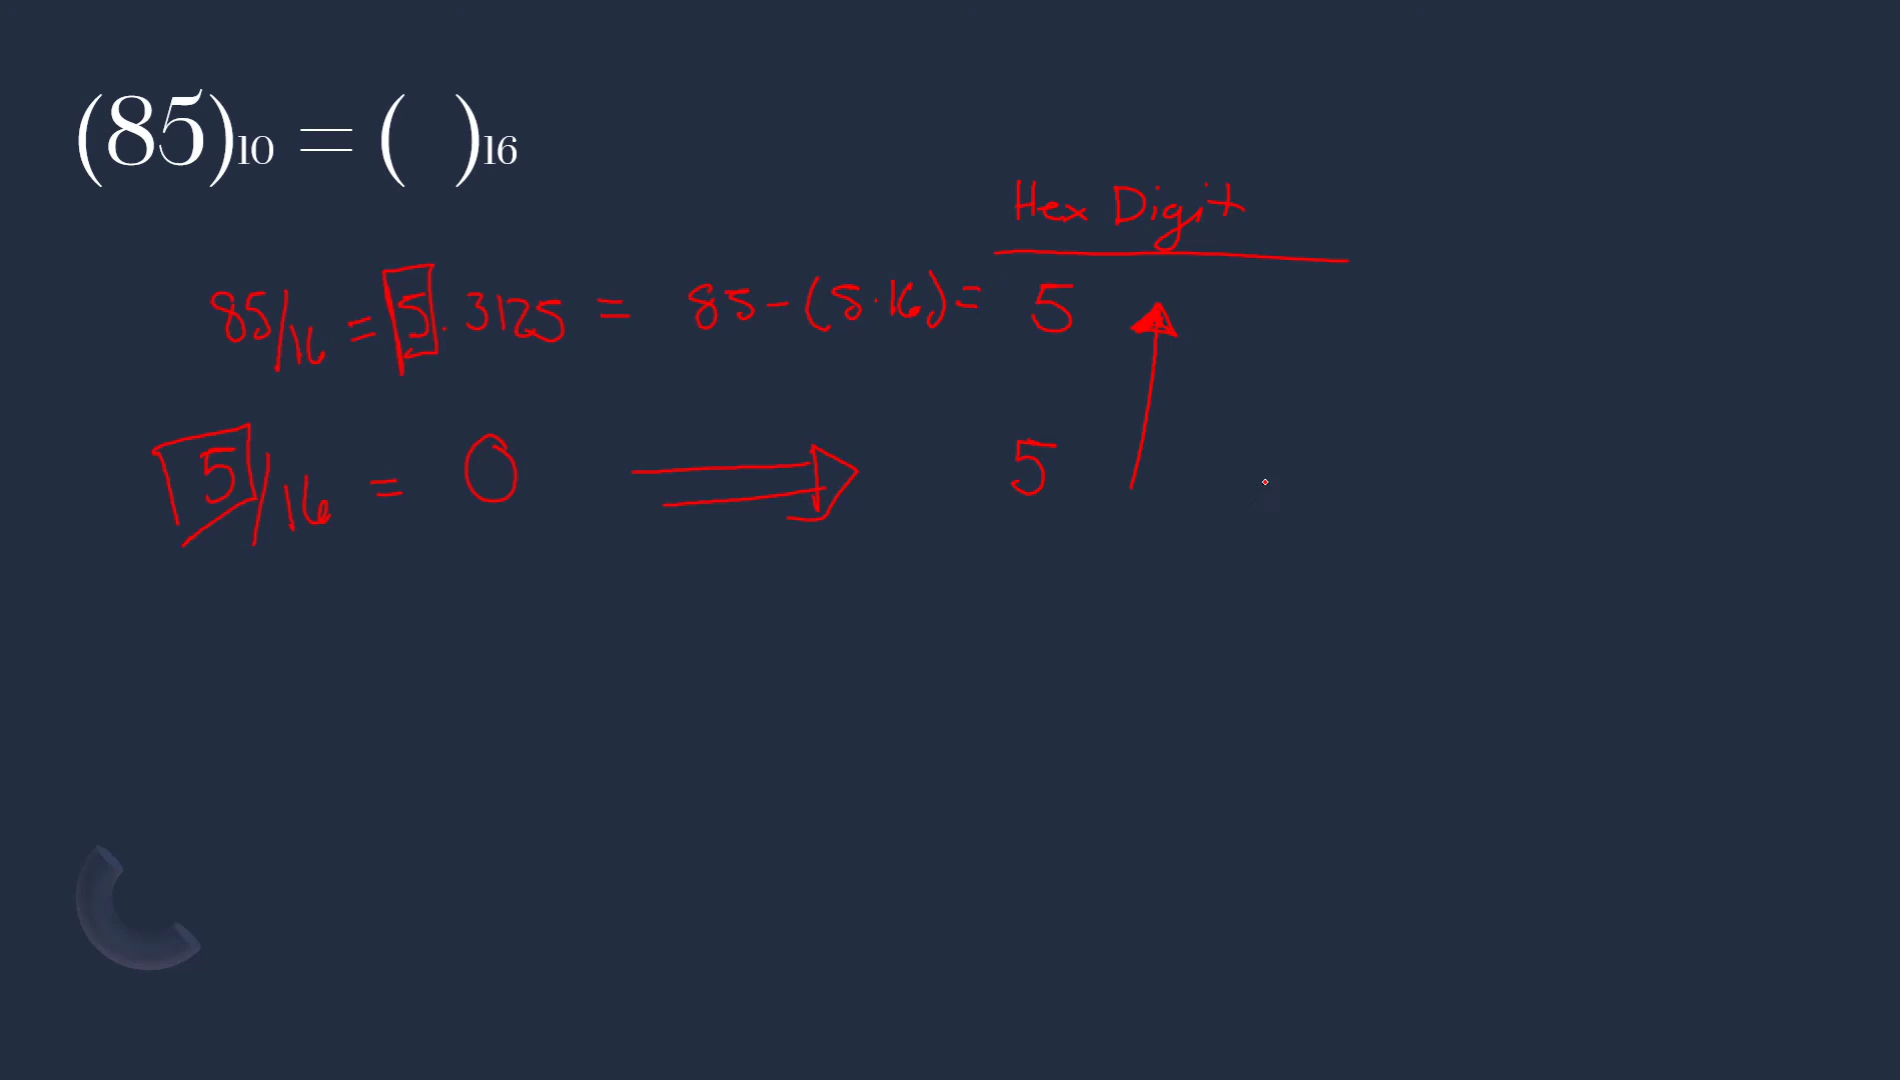 (85)10 = ( )16
Hex Digit
85/16 = 5.3125 = 85-(5·16)= 5
5/16 = 0 5